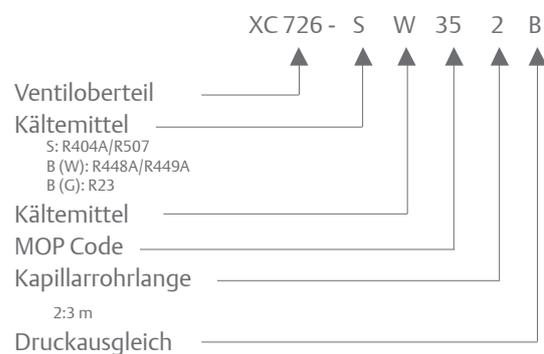 XC 726 - S W 35 2 B
Ventiloberteil
Kältemittel
S: R404A/R507
B (W): R448A/R449A
B (G): R23
Kältemittel
MOP Code
Kapillarrohrlange
2:3 m
Druckausgleich